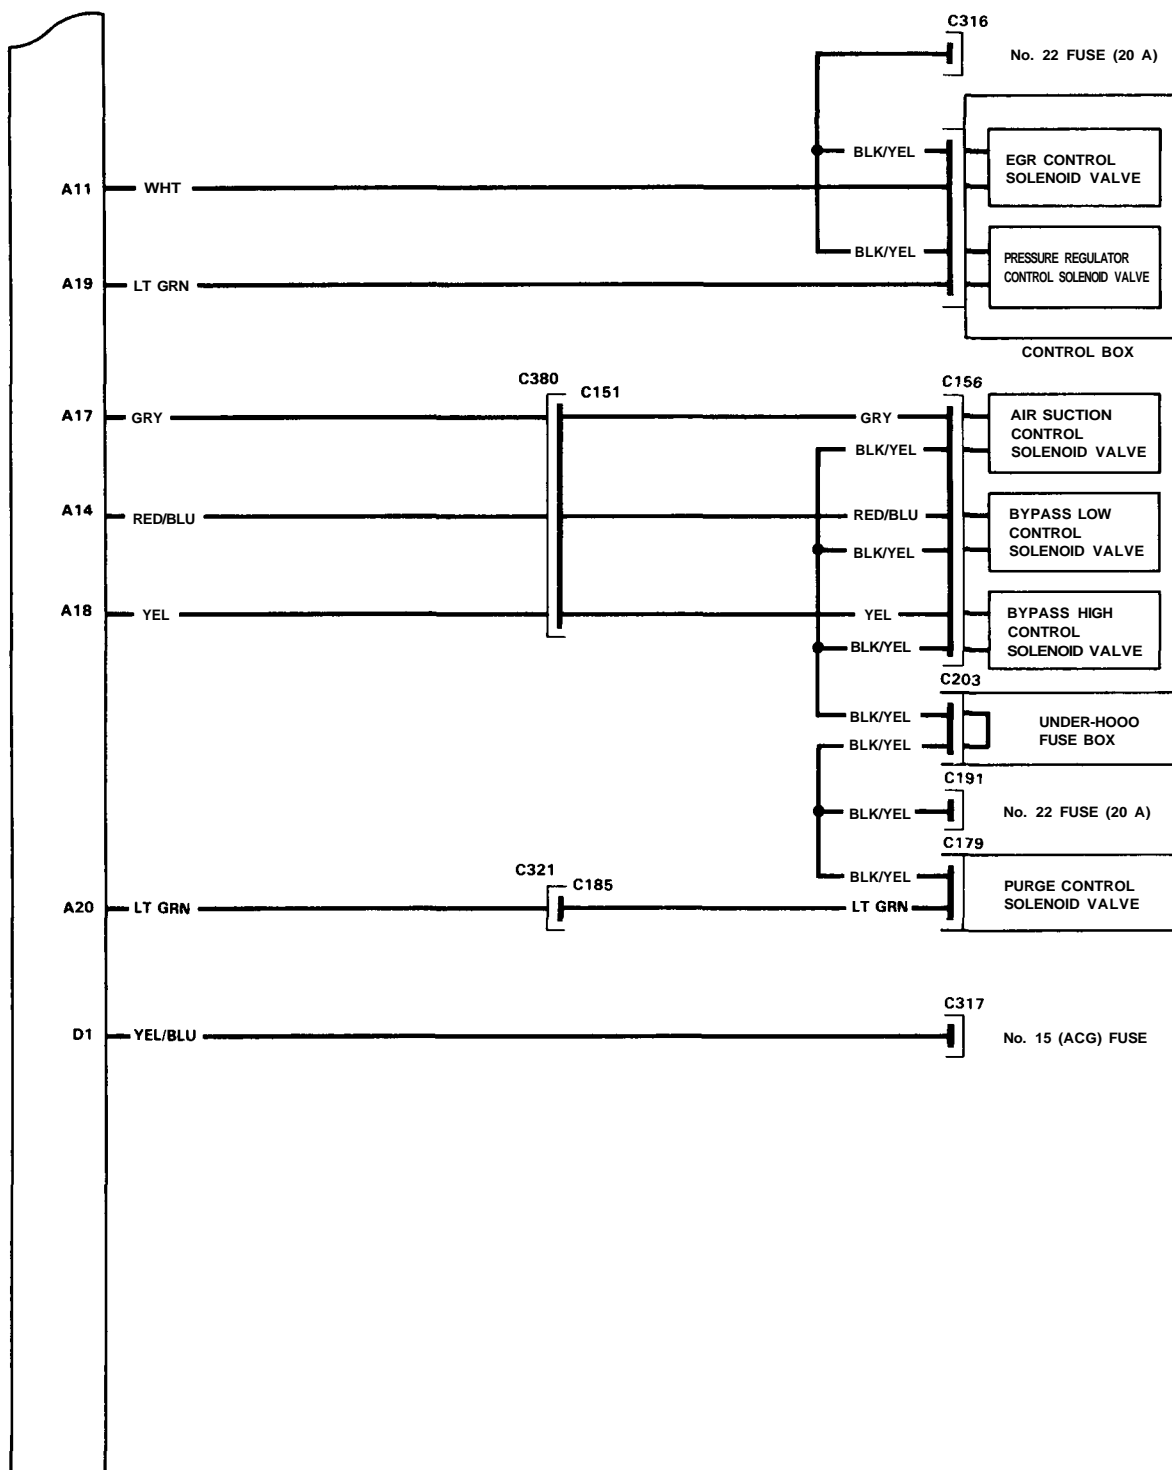 C316
No. 22 FUSE (20 A)
BLK/YEL
EGR CONTROL
SOLENOID VALVE
A11 WHT
BLK/YEL
PRESSURE REGULATOR
CONTROL SOLENOID VALVE
A19 LT GRN
CONTROL BOX
C380
C151
C156
A17 GRY GRY
AIR SUCTION
CONTROL
SOLENOID VALVE
BLK/YEL
A14 RED/BLU RED/BLU
BYPASS LOW
CONTROL
SOLENOID VALVE
BLK/YEL
A18 YEL YEL
BYPASS HIGH
CONTROL
SOLENOID VALVE
BLK/YEL
C203
BLK/YEL
UNDER-HOOO
FUSE BOX
BLK/YEL
C191
BLK/YEL
No. 22 FUSE (20 A)
C179
BLK/YEL
PURGE CONTROL
SOLENOID VALVE
C321
C185
A20 LT GRN LT GRN
C317
D1 YEL/BLU
No. 15 (ACG) FUSE